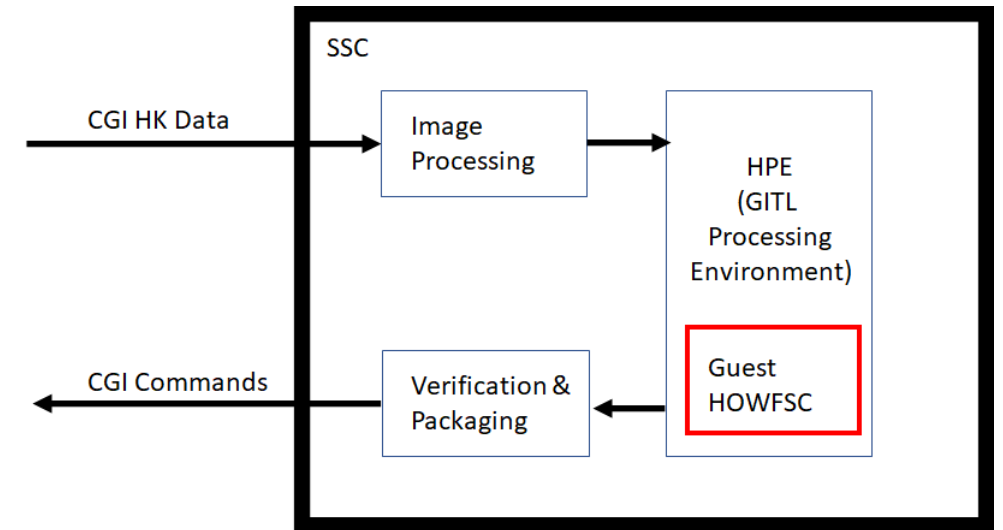 SSC
CGI HK Data
Image
Processing
HPE
(GITL
Processing
Environment)
Guest
HOWFSC
CGI Commands
Verification &
Packaging